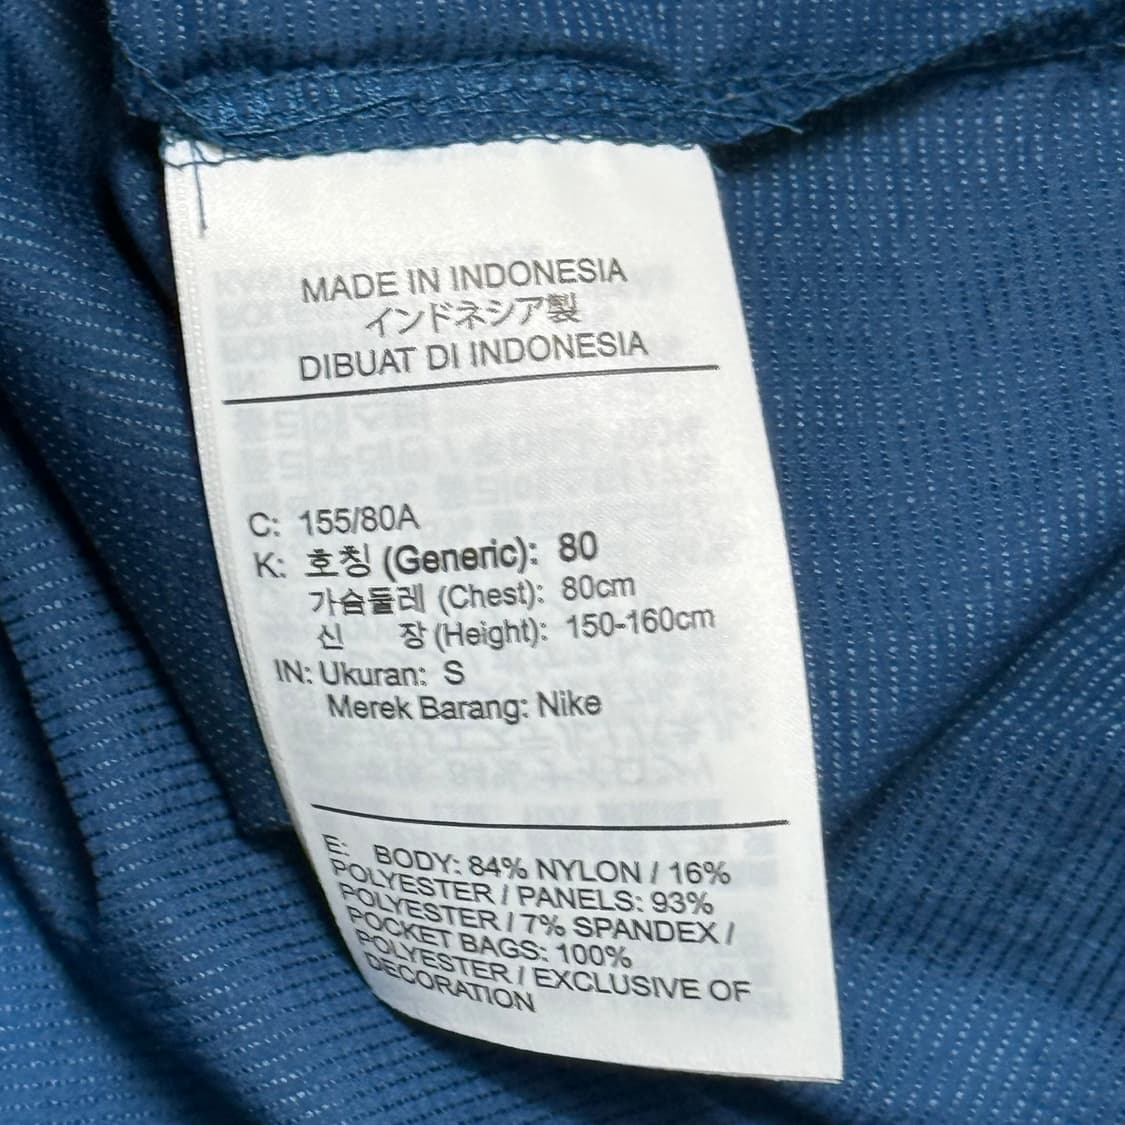 MADE IN INDONESIA
インドネシア製
DIBUAT DI INDONESIA
C: 155/80A
K: 호칭 (Generic): 80
가슴둘레 (Chest): 80cm
신 장 (Height): 150-160cm
IN: Ukuran: S
Merek Barang: Nike
E: BODY: 84% NYLON / 16%
POLYESTER / PANELS: 93%
POLYESTER / 7% SPANDEX /
POCKET BAGS: 100%
POLYESTER / EXCLUSIVE OF
DECORATION